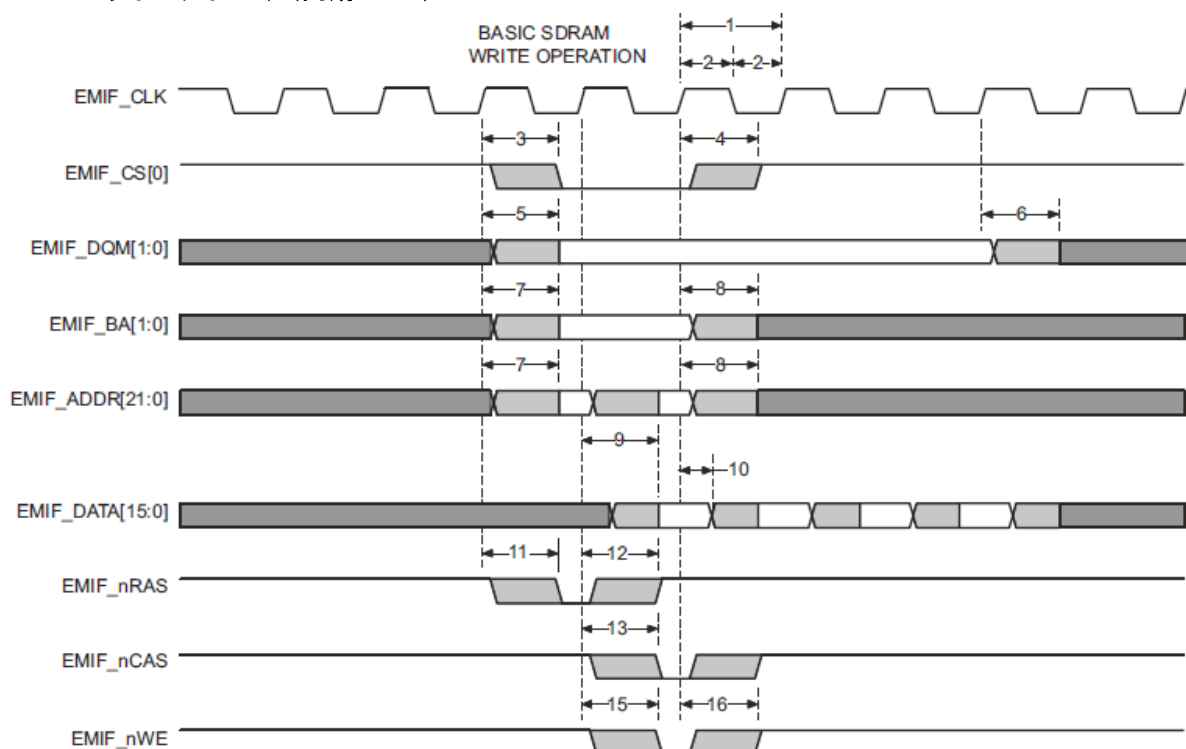 BASIC SDRAM
WRITE OPERATION
1
2
2
EMIF_CLK
3
4
EMIF_CS[0]
5
6
EMIF_DQM[1:0]
7
8
EMIF_BA[1:0]
7
8
EMIF_ADDR[21:0]
9
10
EMIF_DATA[15:0]
11
12
EMIF_nRAS
13
EMIF_nCAS
15
16
EMIF_nWE